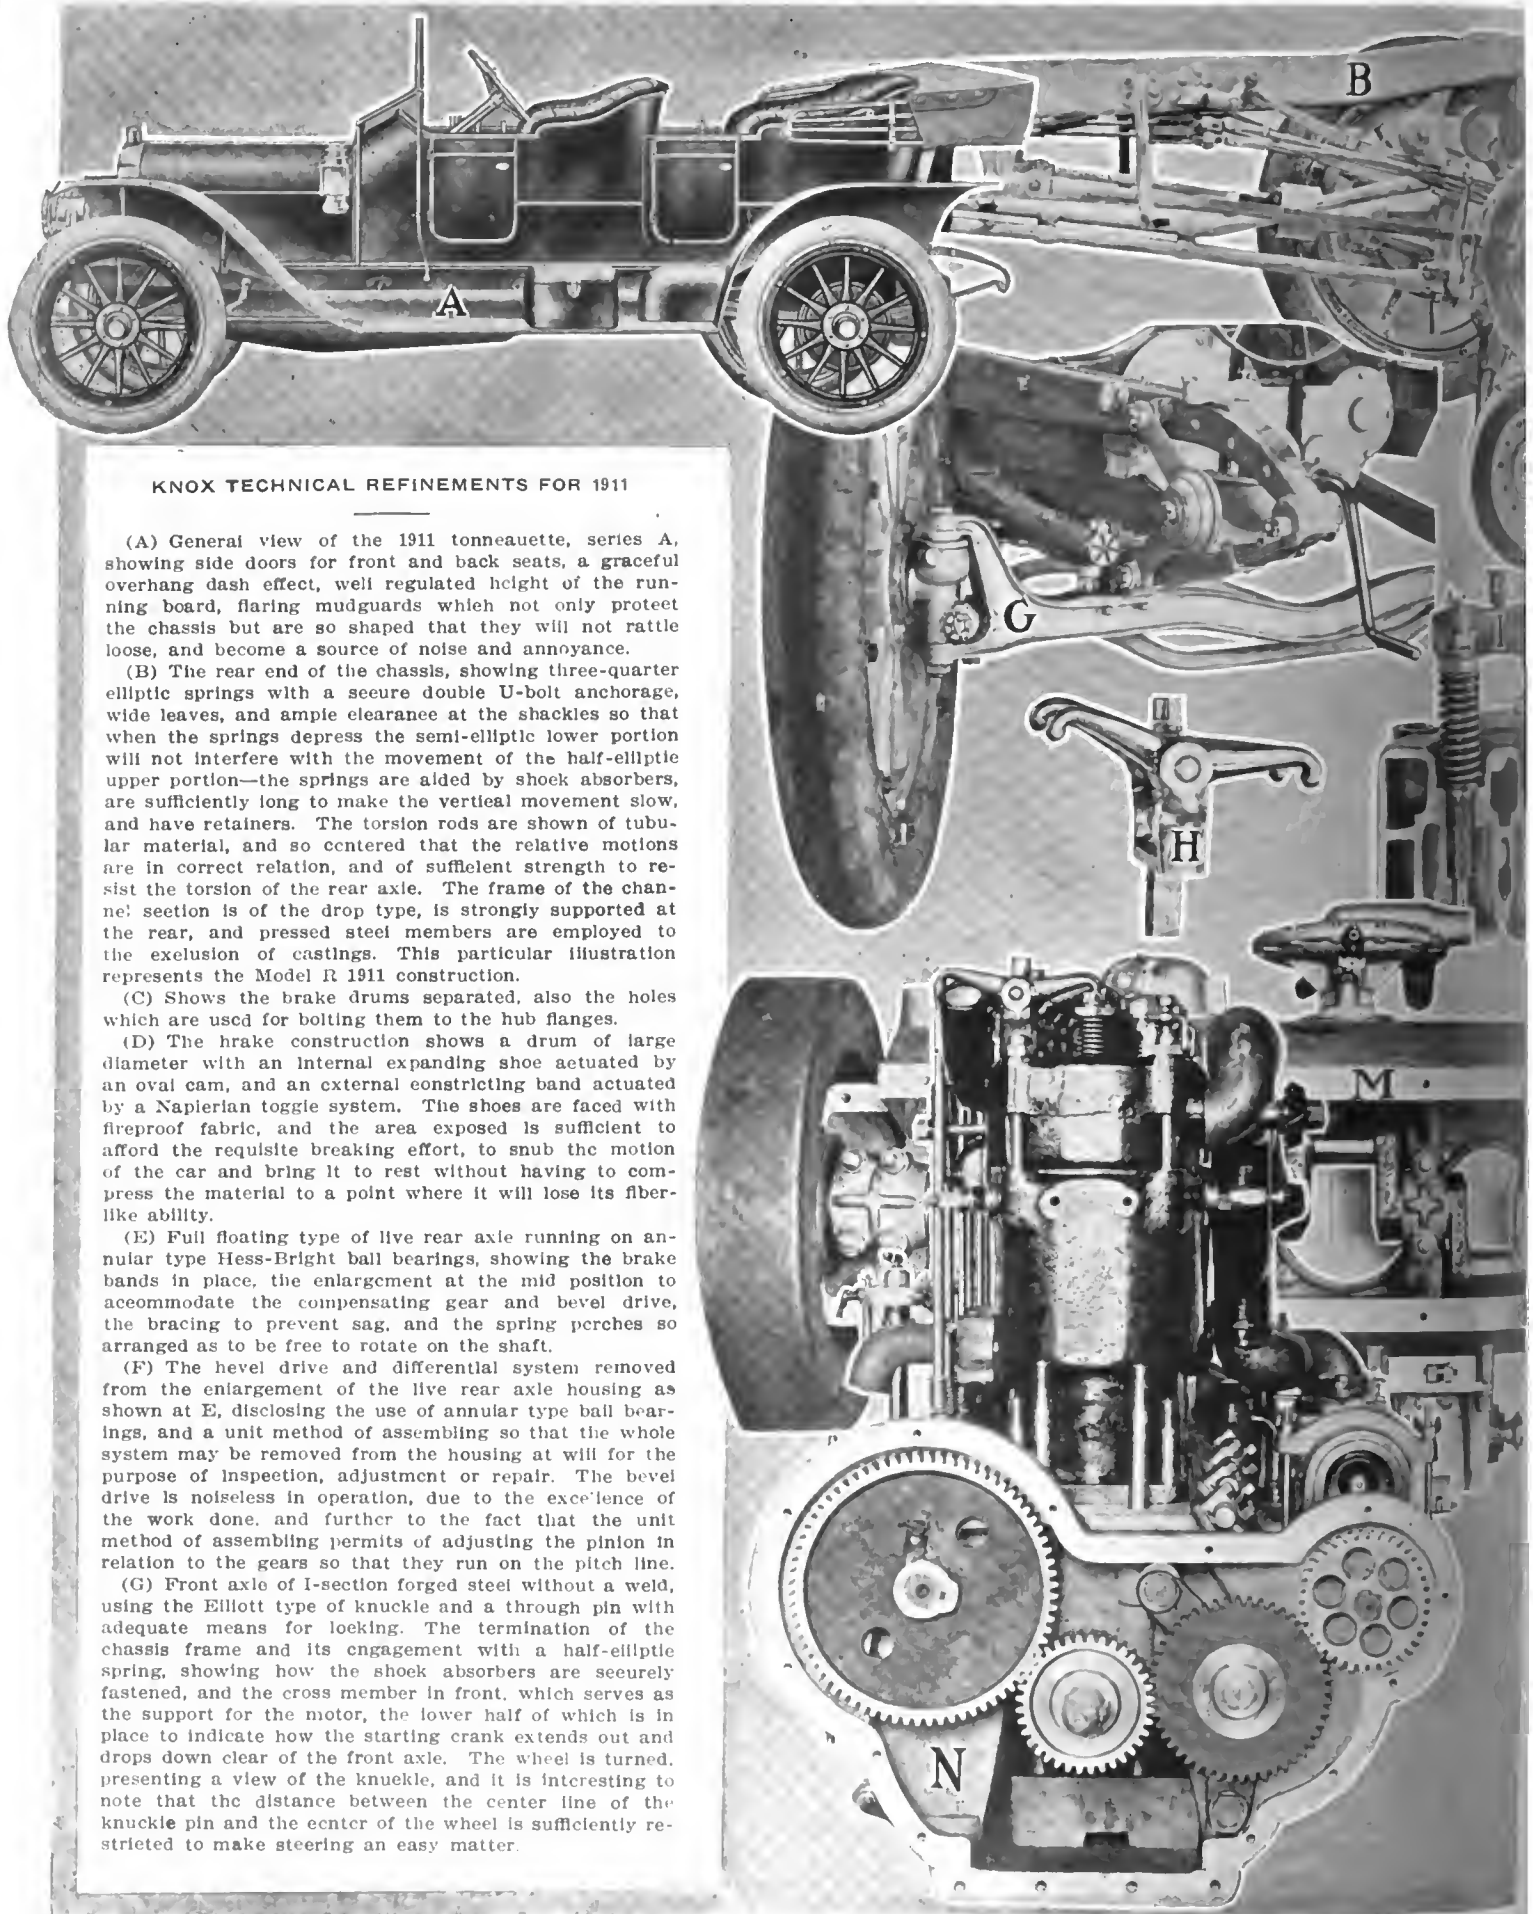 KNOX TECHNICAL REFINEMENTS FOR 1911
(A) General view of the 1911 tonneauette, series A,
showing side doors for front and back seats, a graceful
overhang dash effect, well regulated height of the run-
ning board, flaring mudguards which not only protect
the chassis but are so shaped that they will not rattle
loose, and become a source of noise and annoyance.
(B) The rear end of the chassis, showing three-quarter
elliptic springs with a secure double U-bolt anchorage,
wide leaves, and ample clearance at the shackles so that
when the springs depress the semi-elliptic lower portion
will not interfere with the movement of the half-elliptic
upper portion—the springs are aided by shock absorbers,
are sufficiently long to make the vertical movement slow,
and have retainers. The torsion rods are shown of tubu-
lar material, and so centered that the relative motions
are in correct relation, and of sufficient strength to re-
sist the torsion of the rear axle. The frame of the chan-
nel section is of the drop type, is strongly supported at
the rear, and pressed steel members are employed to
the exclusion of castings. This particular illustration
represents the Model R 1911 construction.
(C) Shows the brake drums separated, also the holes
which are used for bolting them to the hub flanges.
(D) The brake construction shows a drum of large
diameter with an internal expanding shoe actuated by
an oval cam, and an external constricting band actuated
by a Napierian toggle system. The shoes are faced with
fireproof fabric, and the area exposed is sufficient to
afford the requisite breaking effort, to snub the motion
of the car and bring it to rest without having to com-
press the material to a point where it will lose its fiber-
like ability.
(E) Full floating type of live rear axle running on an-
nular type Hess-Bright ball bearings, showing the brake
bands in place, the enlargement at the mid position to
accommodate the compensating gear and bevel drive,
the bracing to prevent sag, and the spring perches so
arranged as to be free to rotate on the shaft.
(F) The bevel drive and differential system removed
from the enlargement of the live rear axle housing as
shown at E, disclosing the use of annular type ball bear-
ings, and a unit method of assembling so that the whole
system may be removed from the housing at will for the
purpose of inspection, adjustment or repair. The bevel
drive is noiseless in operation, due to the excellence of
the work done, and further to the fact that the unit
method of assembling permits of adjusting the pinion in
relation to the gears so that they run on the pitch line.
(G) Front axle of I-section forged steel without a weld,
using the Elliott type of knuckle and a through pin with
adequate means for locking. The termination of the
chassis frame and its engagement with a half-elliptic
spring, showing how the shock absorbers are securely
fastened, and the cross member in front, which serves as
the support for the motor, the lower half of which is in
place to indicate how the starting crank extends out and
drops down clear of the front axle. The wheel is turned,
presenting a view of the knuckle, and it is interesting to
note that the distance between the center line of the
knuckle pin and the center of the wheel is sufficiently re-
stricted to make steering an easy matter.
A
B
G
H
I
M
N